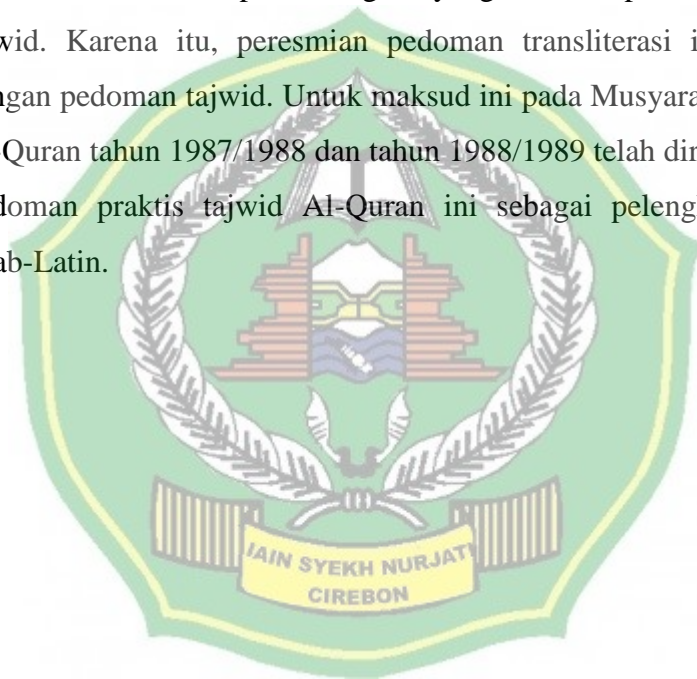 wid. Karena itu, peresmian pedoman transliterasi i
ngan pedoman tajwid. Untuk maksud ini pada Musyara
-Quran tahun 1987/1988 dan tahun 1988/1989 telah dir
doman praktis tajwid Al-Quran ini sebagai peleng
ab-Latin.
IAIN SYEKH NURJATI
CIREBON